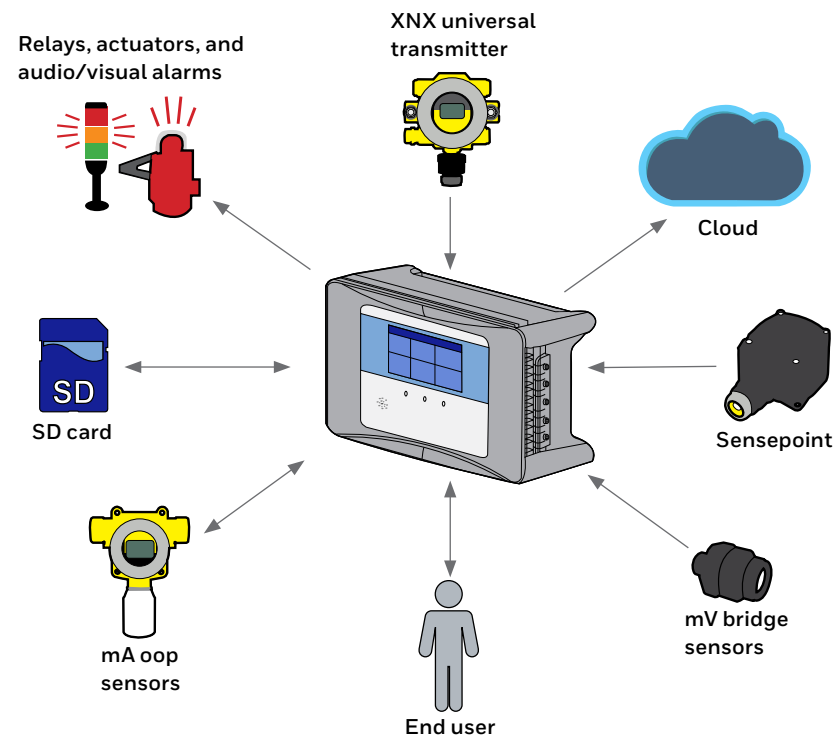 XNX universal
transmitter
Relays, actuators, and
audio/visual alarms
Cloud
SD
SD card
Sensepoint
mA oop
sensors
mV bridge
sensors
End user